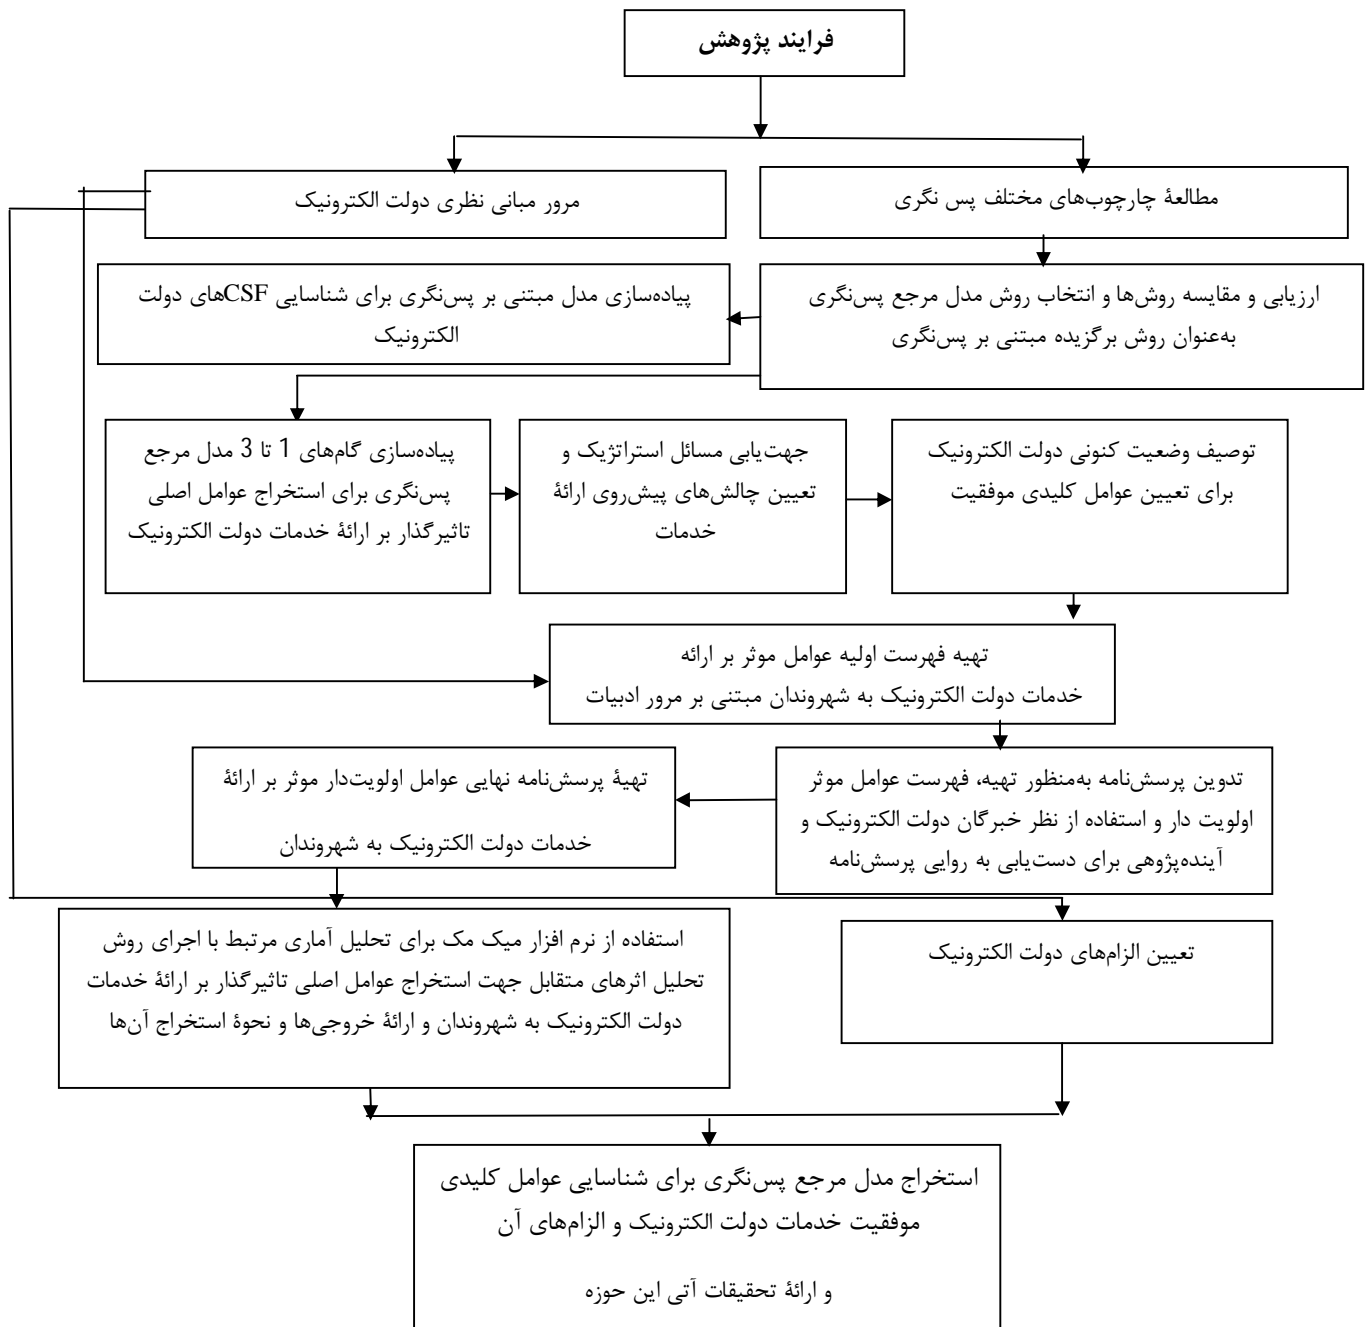 فرایند پژوهش
مطالعۀ چارچوب‌های مختلف پس نگری
مرور مبانی نظری دولت الکترونیک
ارزیابی و مقایسه روش‌ها و انتخاب روش مدل مرجع پس‌نگری
به‌عنوان روش برگزیده مبتنی بر پس‌نگری
پیاده‌سازی مدل مبتنی بر پس‌نگری برای شناسایی CSFهای دولت
الکترونیک
پیاده‌سازی گام‌های 1 تا 3 مدل مرجع
پس‌نگری برای استخراج عوامل اصلی
تاثیرگذار بر ارائۀ خدمات دولت الکترونیک
جهت‌یابی مسائل استراتژیک و
تعیین چالش‌های پیش‌روی ارائۀ
خدمات
توصیف وضعیت کنونی دولت الکترونیک
برای تعیین عوامل کلیدی موفقیت
تهیه فهرست اولیه عوامل موثر بر ارائه
خدمات دولت الکترونیک به شهروندان مبتنی بر مرور ادبیات
تدوین پرسش‌نامه به‌منظور تهیه، فهرست عوامل موثر
اولویت دار و استفاده از نظر خبرگان دولت الکترونیک و
آینده‌پژوهی برای دست‌یابی به روایی پرسش‌نامه
تهیۀ پرسش‌نامه نهایی عوامل اولویت‌دار موثر بر ارائۀ
خدمات دولت الکترونیک به شهروندان
استفاده از نرم افزار میک مک برای تحلیل آماری مرتبط با اجرای روش
تحلیل اثرهای متقابل جهت استخراج عوامل اصلی تاثیرگذار بر ارائۀ خدمات
دولت الکترونیک به شهروندان و ارائۀ خروجی‌ها و نحوۀ استخراج آن‌ها
تعیین الزام‌های دولت الکترونیک
استخراج مدل مرجع پس‌نگری برای شناسایی عوامل کلیدی
موفقیت خدمات دولت الکترونیک و الزام‌های آن
و ارائۀ تحقیقات آتی این حوزه